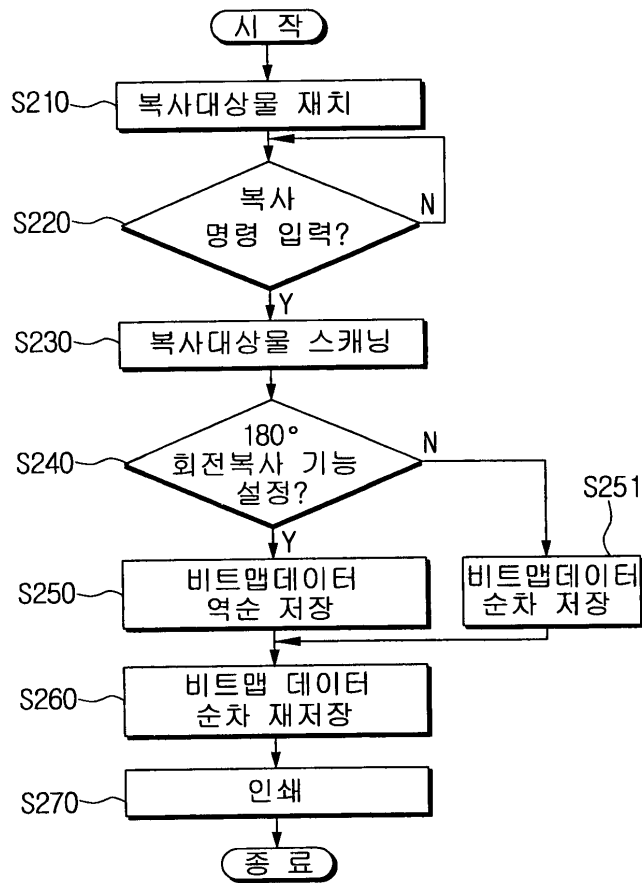 시 작
S210
복사대상물 재치
S220
복사
명령 입력?
N
Y
S230
복사대상물 스캐닝
S240
180°
회전복사 기능
설정?
N
Y
S251
S250
비트맵데이터
역순 저장
비트맵데이터
순차 저장
S260
비트맵 데이터
순차 재저장
S270
인쇄
종 료